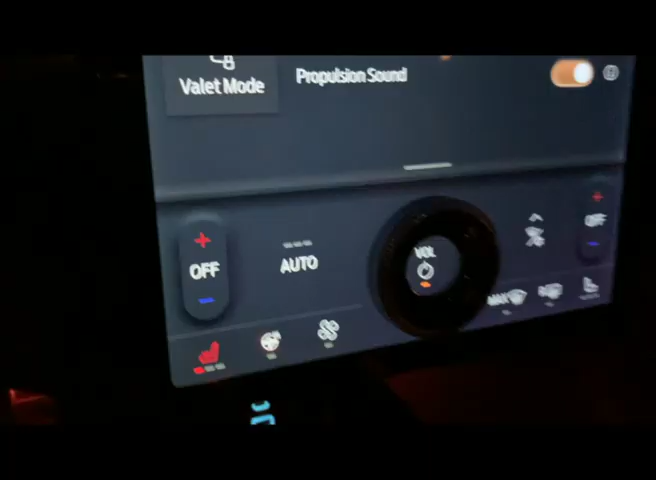 Valet Mode
Propulsion Sound
OFF
AUTO
VOL
OFF
MAX